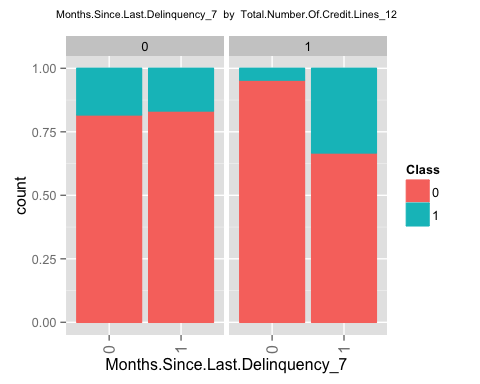 Months.Since.Last.Delinquency_7 by Total.Number.Of.Credit.Lines_12
0 1
1.00
0.75
0.50
0.25
0.00
count
0 1 0 1
Months.Since.Last.Delinquency_7
Class
0
1